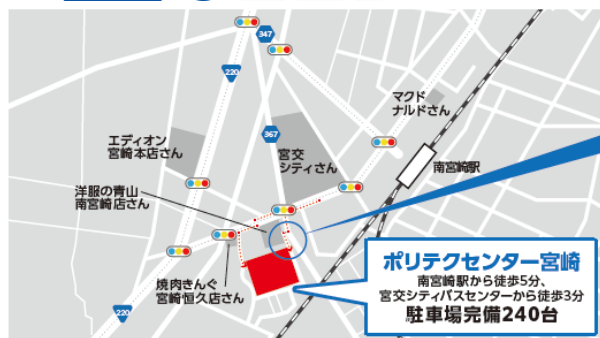 347
220
マクド
ナルドさん
エディオン
宮崎本店さん
367
宮交
シティさん
南宮崎駅
洋服の青山
南宮崎店さん
焼肉きんぐ
宮崎恒久店さん
220
ポリテクセンター宮崎
南宮崎駅から徒歩5分、
宮交シティバスセンターから徒歩3分
駐車場完備240台